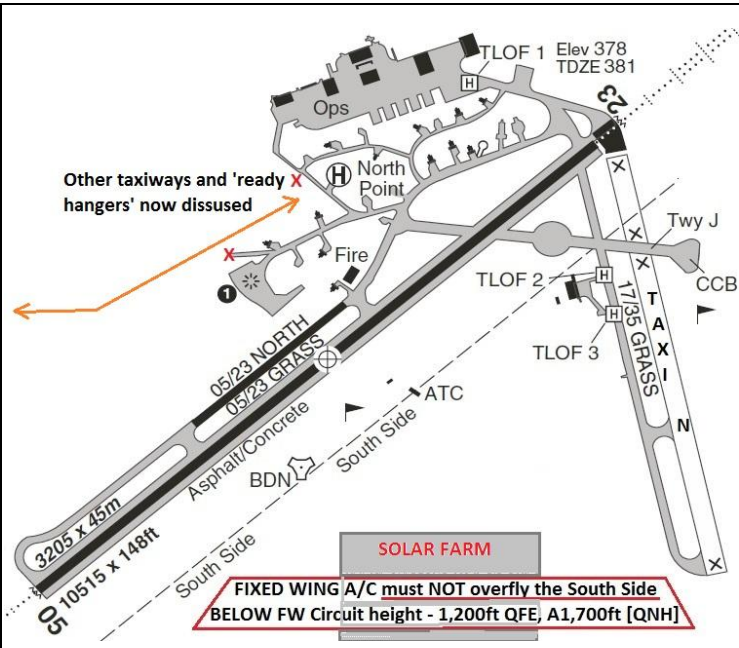 TLOF 1
Elev 378
TDZE 381
23
H
Ops
Other taxiways and 'ready
hangers' now dissused
X
H
North
Point
X
Fire
1
Twy J
CCB
TLOF 2
H
H
TLOF 3
17/35 GRASS
TAXI N
05/23 NORTH
05/23 GRASS
Asphalt/Concrete
ATC
South Side
BDN
South Side
3205 x 45m
10515 x 148ft
05
SOLAR FARM
FIXED WING A/C must NOT overfly the South Side
BELOW FW Circuit height - 1,200ft QFE, A1,700ft [QNH]